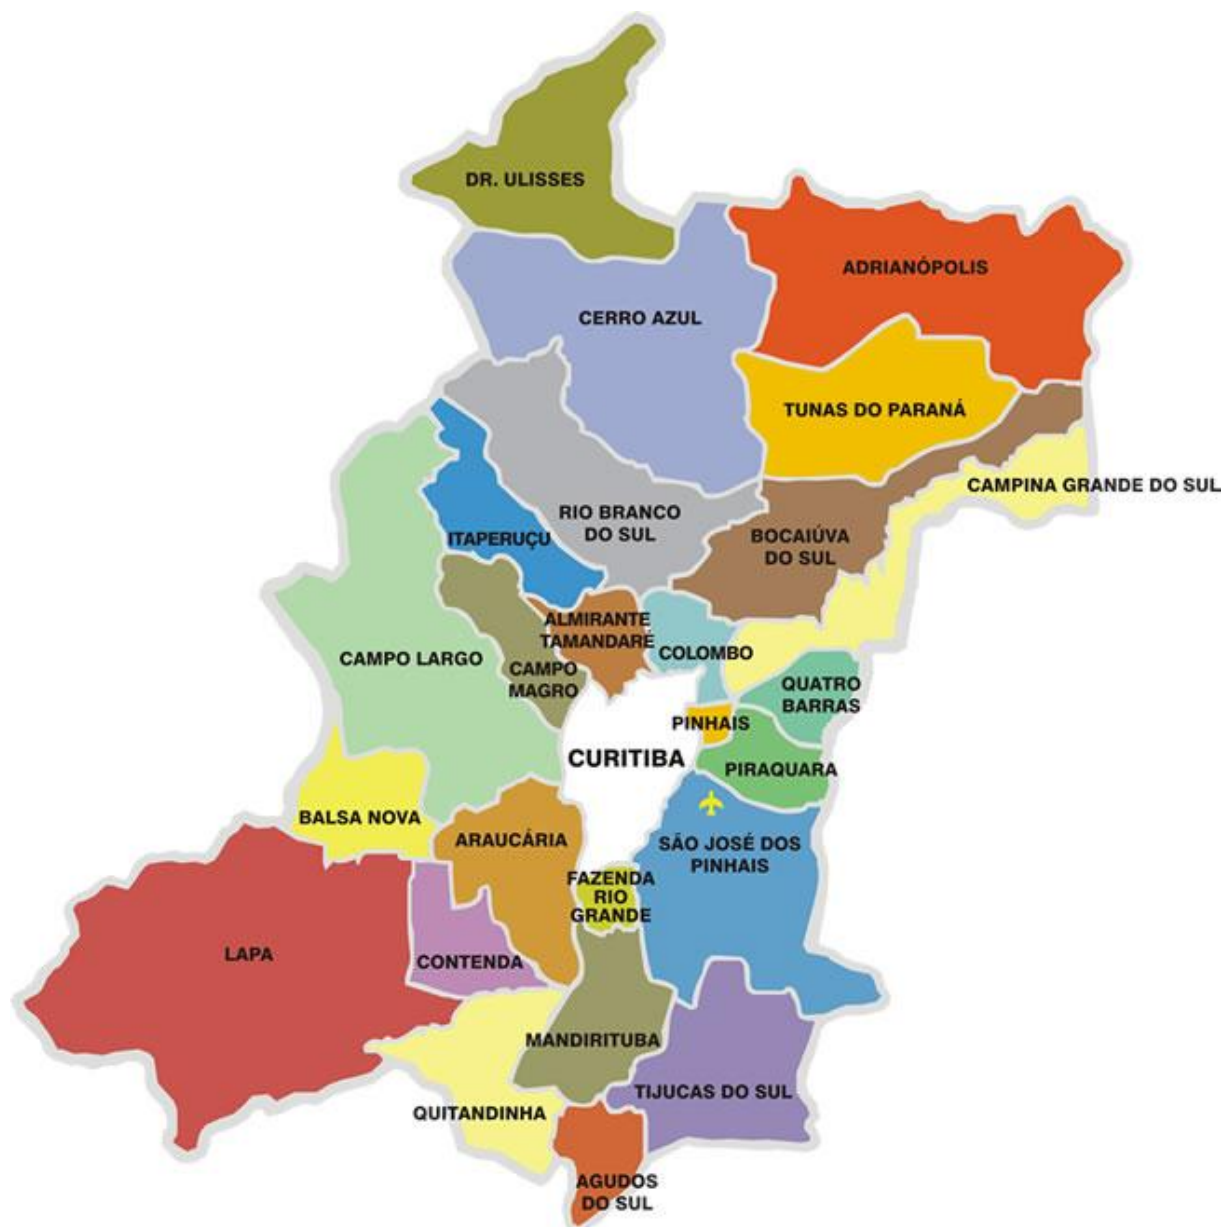 DR. ULISSES
ADRIANÓPOLIS
CERRO AZUL
TUNAS DO PARANÁ
CAMPINA GRANDE DO SUL
RIO BRANCO
DO SUL
BOCAIÚVA
DO SUL
ITAPERUÇU
ALMIRANTE
TAMANDARÉ
COLOMBO
CAMPO LARGO
CAMPO
MAGRO
QUATRO
BARRAS
PINHAIS
CURITIBA
PIRAQUARA
BALSA NOVA
ARAUCÁRIA
SÃO JOSÉ DOS
PINHAIS
FAZENDA
RIO
GRANDE
LAPA
CONTENDA
MANDIRITUBA
TIJUCAS DO SUL
QUITANDINHA
AGUDOS
DO SUL